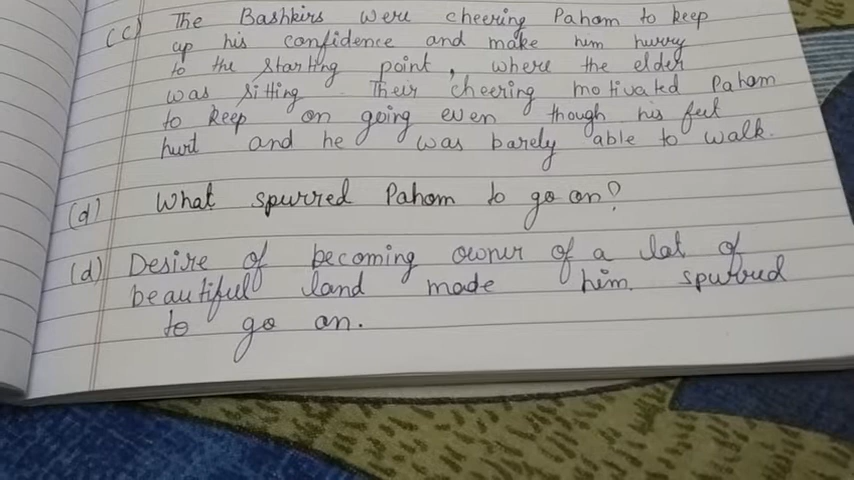 (c) The Bashkirs were cheering Pahom to keep
up his confidence and make him hurry
to the starting point, where the elder
was sitting. Their cheering motivated Pahom
to keep on going even though his feet
hurt and he was barely able to walk.
(d) What spurred Pahom to go on?
(d) Desire of becoming owner of a lot of
beautiful land made him spurred
to go on.